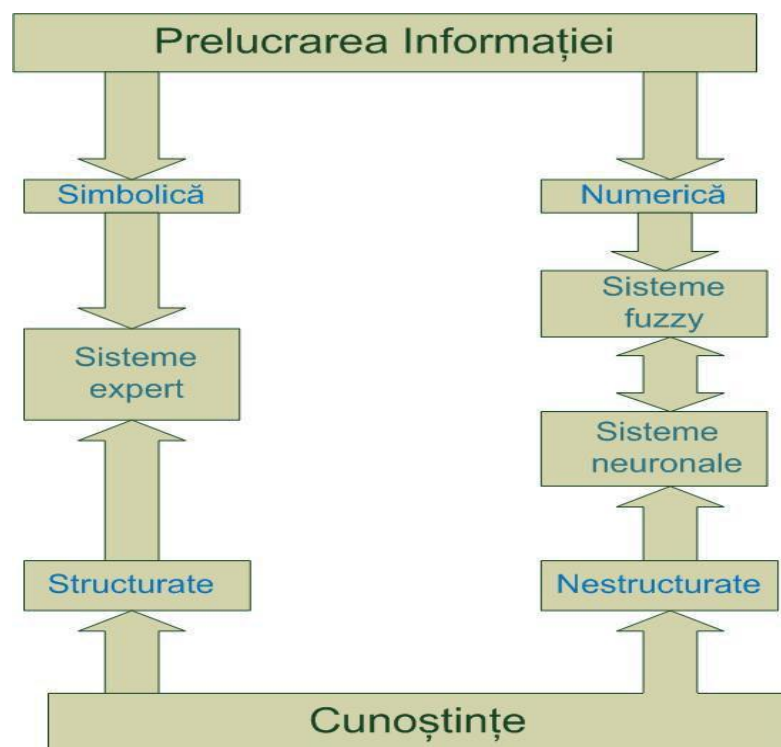 Prelucrarea Informației
Simbolică
Numerică
Sisteme
fuzzy
Sisteme
expert
Sisteme
neuronale
Structurate
Nestructurate
Cunoștințe